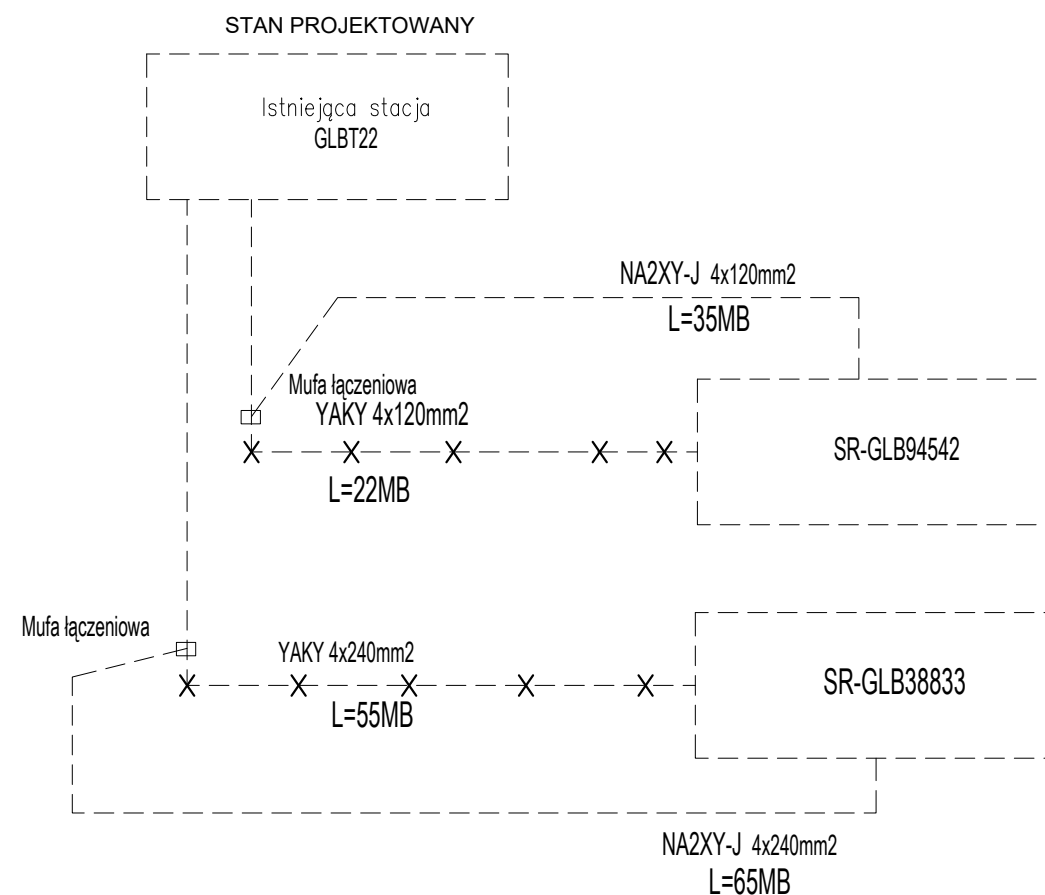 STAN PROJEKTOWANY
Istniejąca stacja
GLBT22
NA2XY-J 4x120mm2
L=35MB
Mufa łączeniowa
YAKY 4x120mm2
L=22MB
SR-GLB94542
Mufa łączeniowa
YAKY 4x240mm2
L=55MB
SR-GLB38833
NA2XY-J 4x240mm2
L=65MB